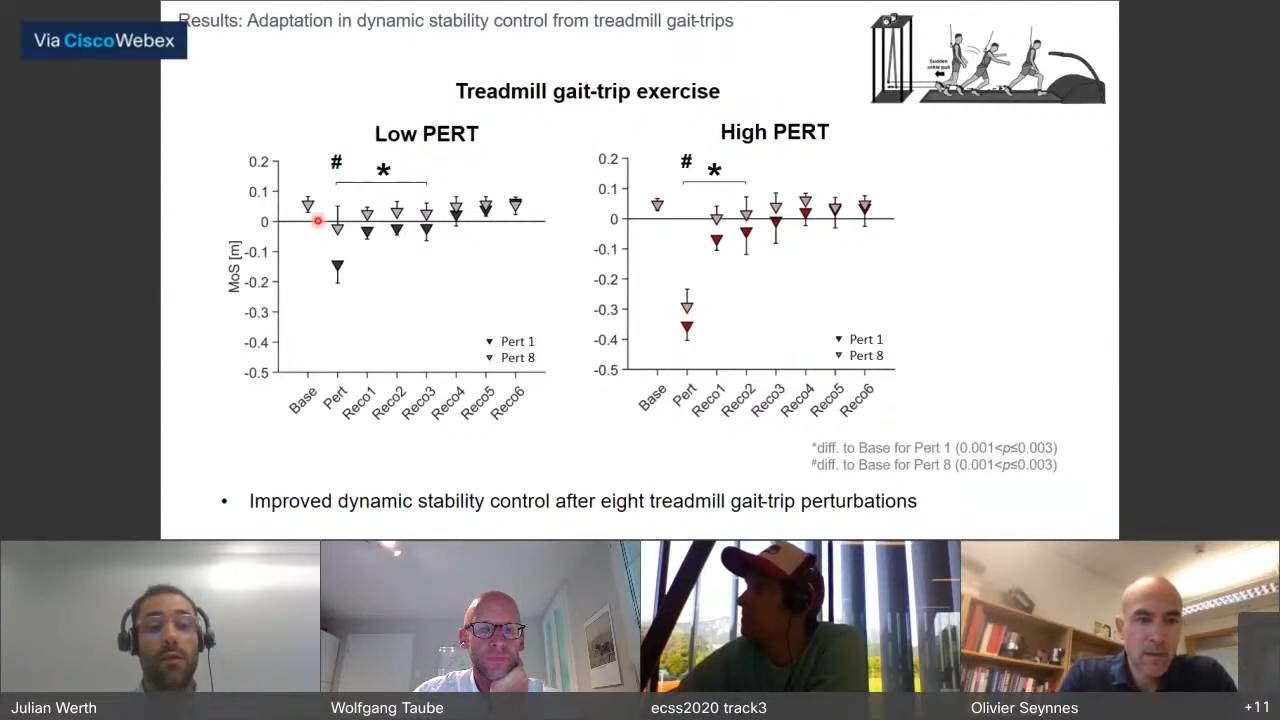 Results: Adaptation in dynamic stability control from treadmill gait-trips
Via CiscoWebex
Sudden
ankle pull
Treadmill gait-trip exercise
Low PERT
High PERT
MoS [m]
0.2
0.1
0
-0.1
-0.2
-0.3
-0.4
-0.5
#
*
Pert 1
Pert 8
Base
Pert
Reco1
Reco2
Reco3
Reco4
Reco5
Reco6
0.2
0.1
0
-0.1
-0.2
-0.3
-0.4
-0.5
#
*
Pert 1
Pert 8
Base
Pert
Reco1
Reco2
Reco3
Reco4
Reco5
Reco6
*diff. to Base for Pert 1 (0.001<p≤0.003)
#diff. to Base for Pert 8 (0.001<p≤0.003)
• Improved dynamic stability control after eight treadmill gait-trip perturbations
Julian Werth
Wolfgang Taube
ecss2020 track3
Olivier Seynnes
+11